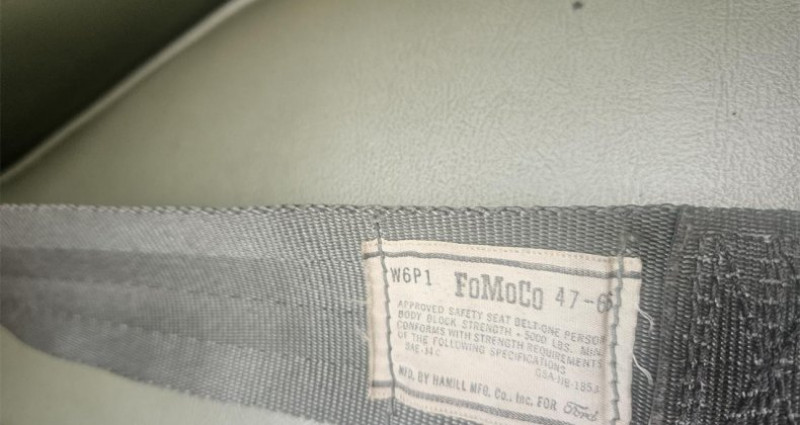 W6P1 FoMoCo 47-6
APPROVED SAFETY SEAT BELT-ONE PERSON
BODY BLOCK STRENGTH - 5000 LBS. MIN.
CONFORMS WITH STRENGTH REQUIREMENTS
OF THE FOLLOWING SPECIFICATIONS
SAE-J4C
MFD. BY HAMILL MFG. Co., Inc. FOR Ford